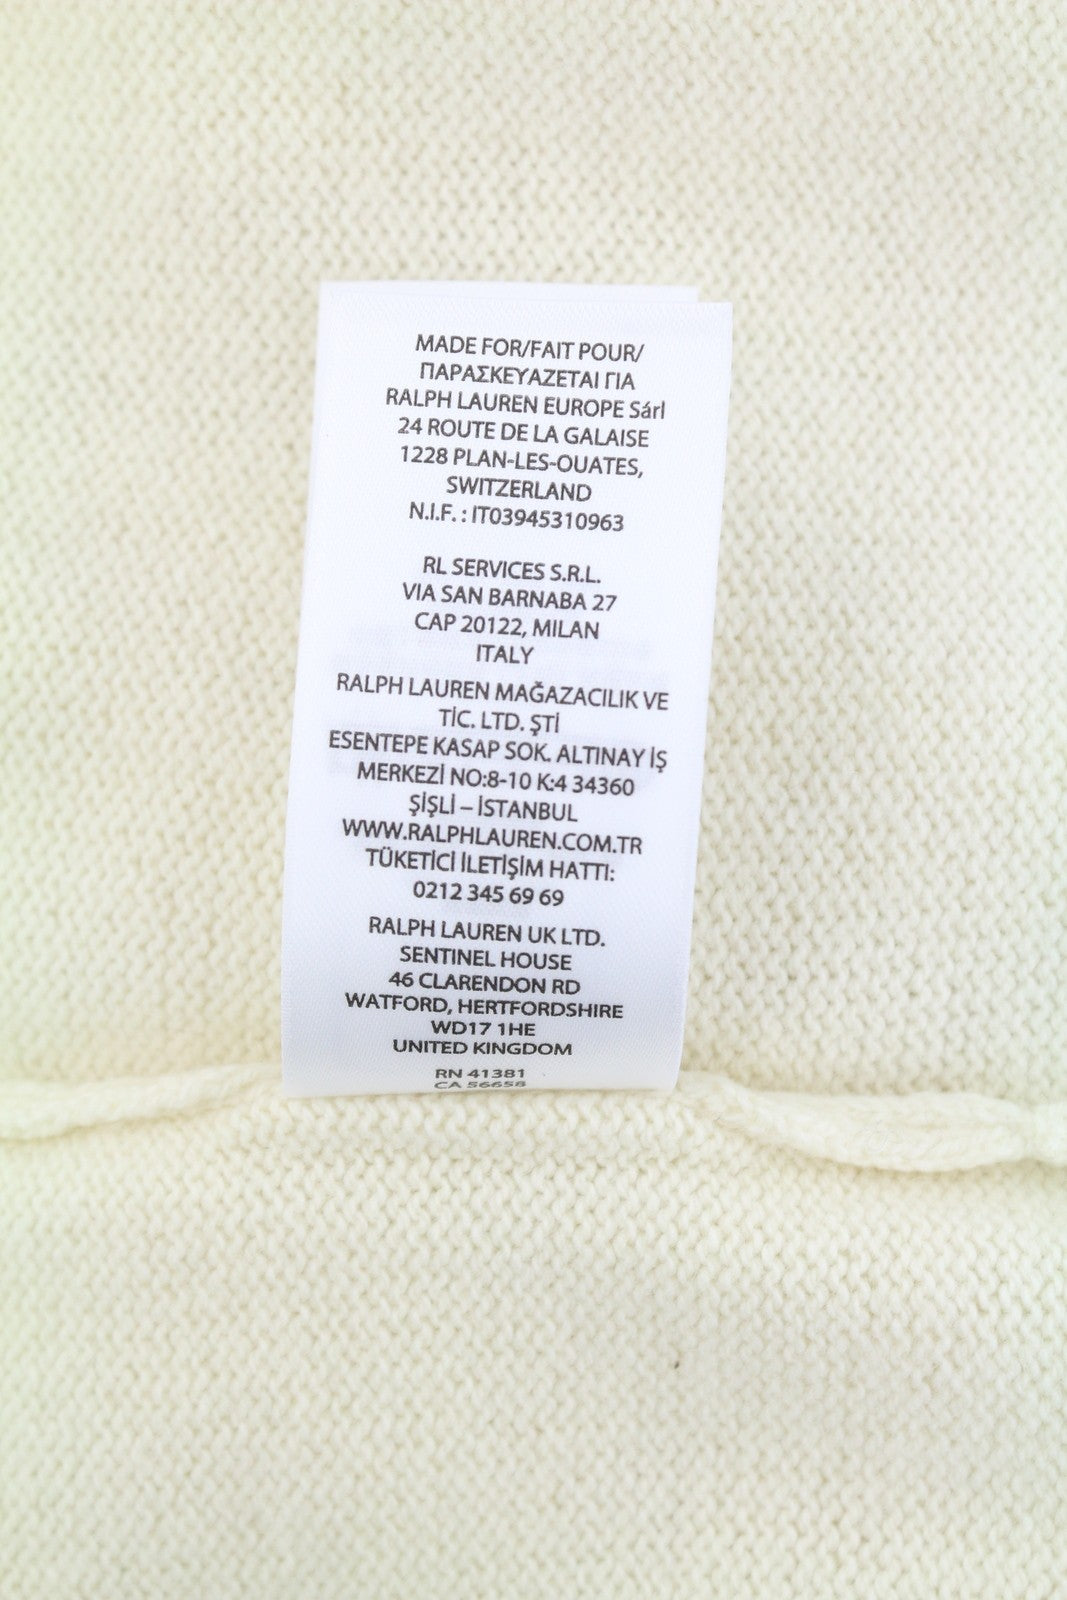 MADE FOR/FAIT POUR/
ΠΑΡΑΣΚΕΥΑΖΕΤΑΙ ΓΙΑ
RALPH LAUREN EUROPE Sárl
24 ROUTE DE LA GALAISE
1228 PLAN-LES-OUATES,
SWITZERLAND
N.I.F. : IT03945310963
RL SERVICES S.R.L.
VIA SAN BARNABA 27
CAP 20122, MILAN
ITALY
RALPH LAUREN MAĞAZACILIK VE
TİC. LTD. ŞTİ
ESENTEPE KASAP SOK. ALTINAY İŞ
MERKEZİ NO:8-10 K:4 34360
ŞİŞLİ – İSTANBUL
WWW.RALPHLAUREN.COM.TR
TÜKETİCİ İLETİŞİM HATTI:
0212 345 69 69
RALPH LAUREN UK LTD.
SENTINEL HOUSE
46 CLARENDON RD
WATFORD, HERTFORDSHIRE
WD17 1HE
UNITED KINGDOM
RN 41381
CA 56658